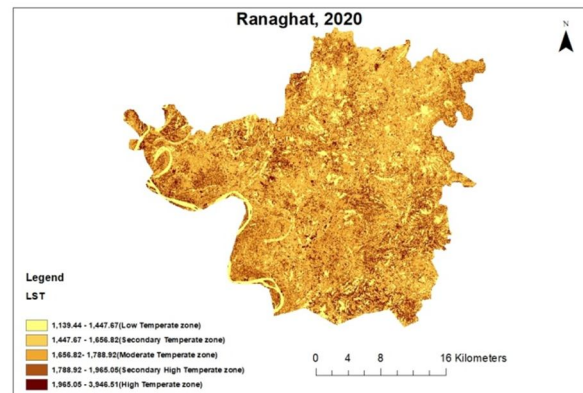 Ranaghat, 2020
N
Legend
LST
1,139.44 - 1,447.67(Low Temperate zone)
1,447.67 - 1,656.82(Secondary Temperate zone)
1,656.82- 1,788.92(Moderate Temperate zone)
1,788.92 - 1,965.05(Secondary High Temperate zone)
1,965.05 - 3,946.51(High Temperate zone)
0 4 8 16 Kilometers